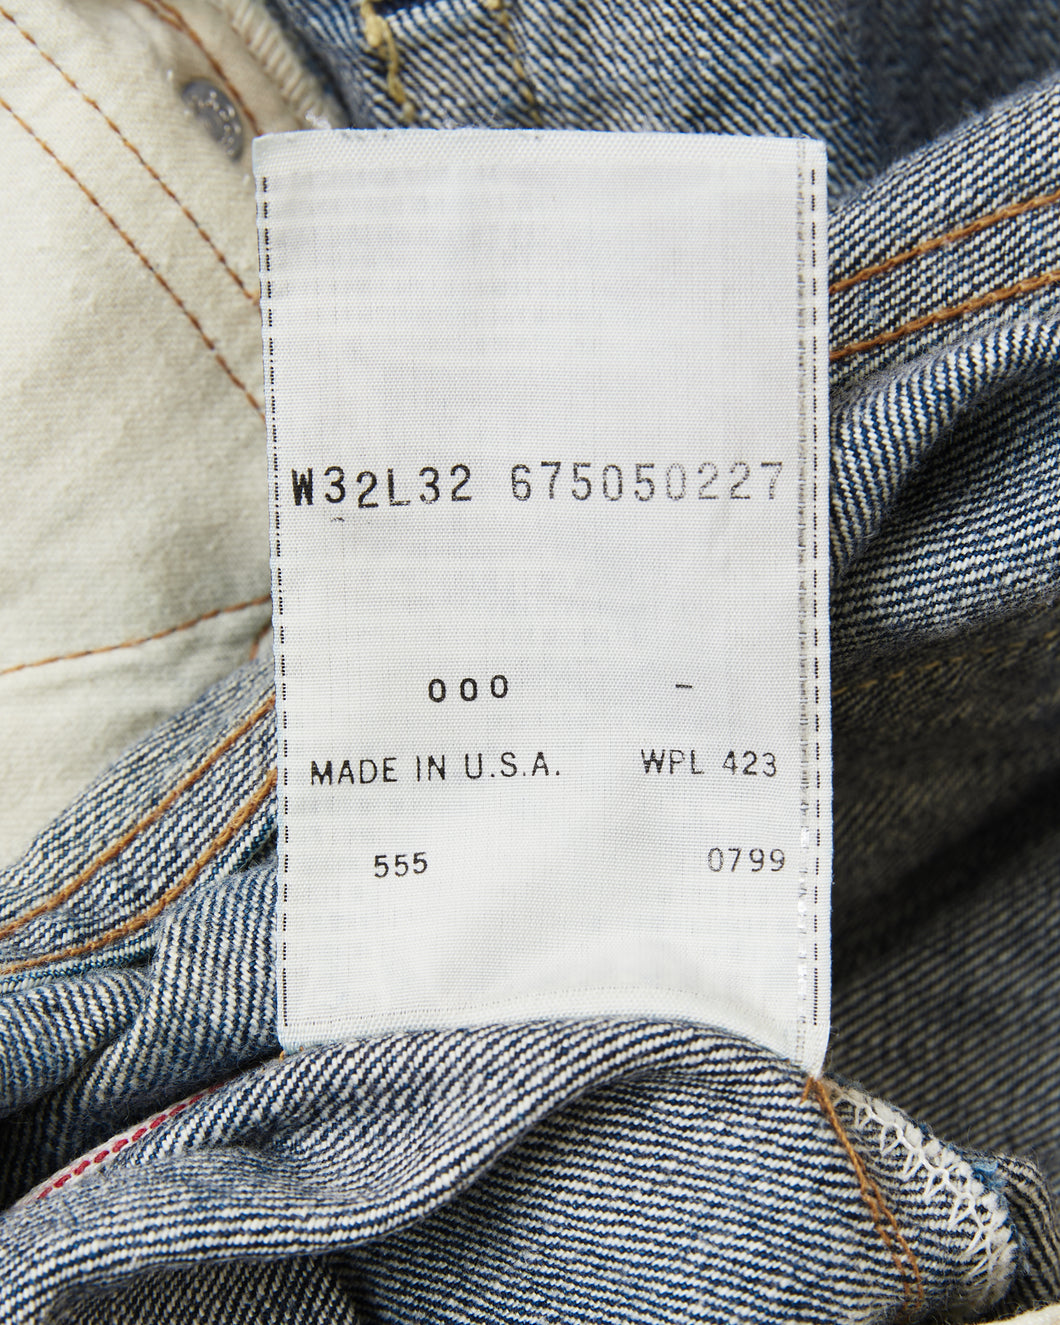 W32L32 675050227
000 -
MADE IN U.S.A. WPL 423
555 0799